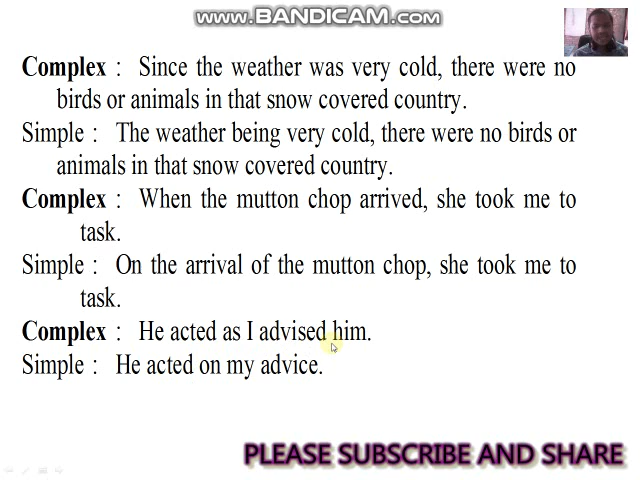 www.BANDICAM.com
Complex : Since the weather was very cold, there were no
birds or animals in that snow covered country.
Simple : The weather being very cold, there were no birds or
animals in that snow covered country.
Complex : When the mutton chop arrived, she took me to
task.
Simple : On the arrival of the mutton chop, she took me to
task.
Complex : He acted as I advised him.
Simple : He acted on my advice.
PLEASE SUBSCRIBE AND SHARE